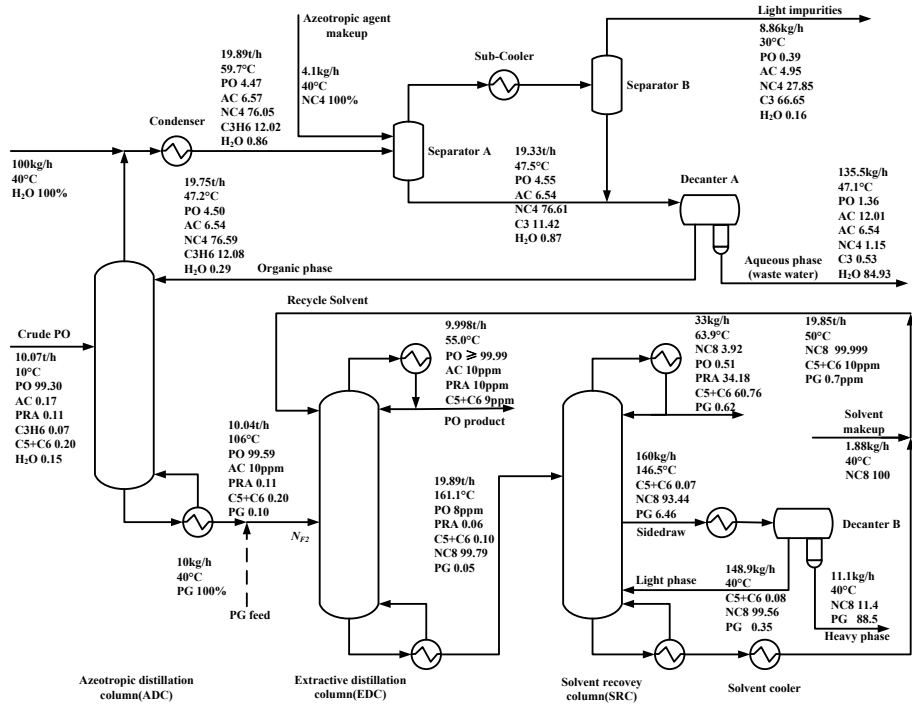 Azeotropic agent
makeup
4.1kg/h
40°C
NC4 100%
19.89t/h
59.7°C
PO 4.47
AC 6.57
NC4 76.05
C3H6 12.02
H₂O 0.86
Condenser
Sub-Cooler
Separator A
Separator B
Light impurities
8.86kg/h
30°C
PO 0.39
AC 4.95
NC4 27.85
C3 66.65
H₂O 0.16
100kg/h
40°C
H₂O 100%
19.75t/h
47.2°C
PO 4.50
AC 6.54
NC4 76.59
C3H6 12.08
H₂O 0.29
19.33t/h
47.5°C
PO 4.55
AC 6.54
NC4 76.61
C3 11.42
H₂O 0.87
Decanter A
135.5kg/h
47.1°C
PO 1.36
AC 12.01
AC 6.54
NC4 1.15
C3 0.53
H₂O 84.93
Organic phase
Aqueous phase
(waste water)
Crude PO
10.07t/h
10°C
PO 99.30
AC 0.17
PRA 0.11
C3H6 0.07
C5+C6 0.20
H₂O 0.15
Recycle Solvent
9.998t/h
55.0°C
PO ≥ 99.99
AC 10ppm
PRA 10ppm
C5+C6 9ppm
PO product
33kg/h
63.9°C
NC8 3.92
PO 0.51
PRA 34.18
C5+C6 60.76
PG 0.62
19.85t/h
50°C
NC8 99.999
C5+C6 10ppm
PG 0.7ppm
Solvent
makeup
1.88kg/h
40°C
NC8 100
10.04t/h
106°C
PO 99.59
AC 10ppm
PRA 0.11
C5+C6 0.20
PG 0.10
N_F2
19.89t/h
161.1°C
PO 8ppm
PRA 0.06
C5+C6 0.10
NC8 99.79
PG 0.05
160kg/h
146.5°C
C5+C6 0.07
NC8 93.44
PG 6.46
Sidedraw
Decanter B
10kg/h
40°C
PG 100%
PG feed
Light phase
148.9kg/h
40°C
C5+C6 0.08
NC8 99.56
PG 0.35
11.1kg/h
40°C
NC8 11.4
PG 88.5
Heavy phase
Azeotropic distillation
column(ADC)
Extractive distillation
column(EDC)
Solvent recovey
column(SRC)
Solvent cooler